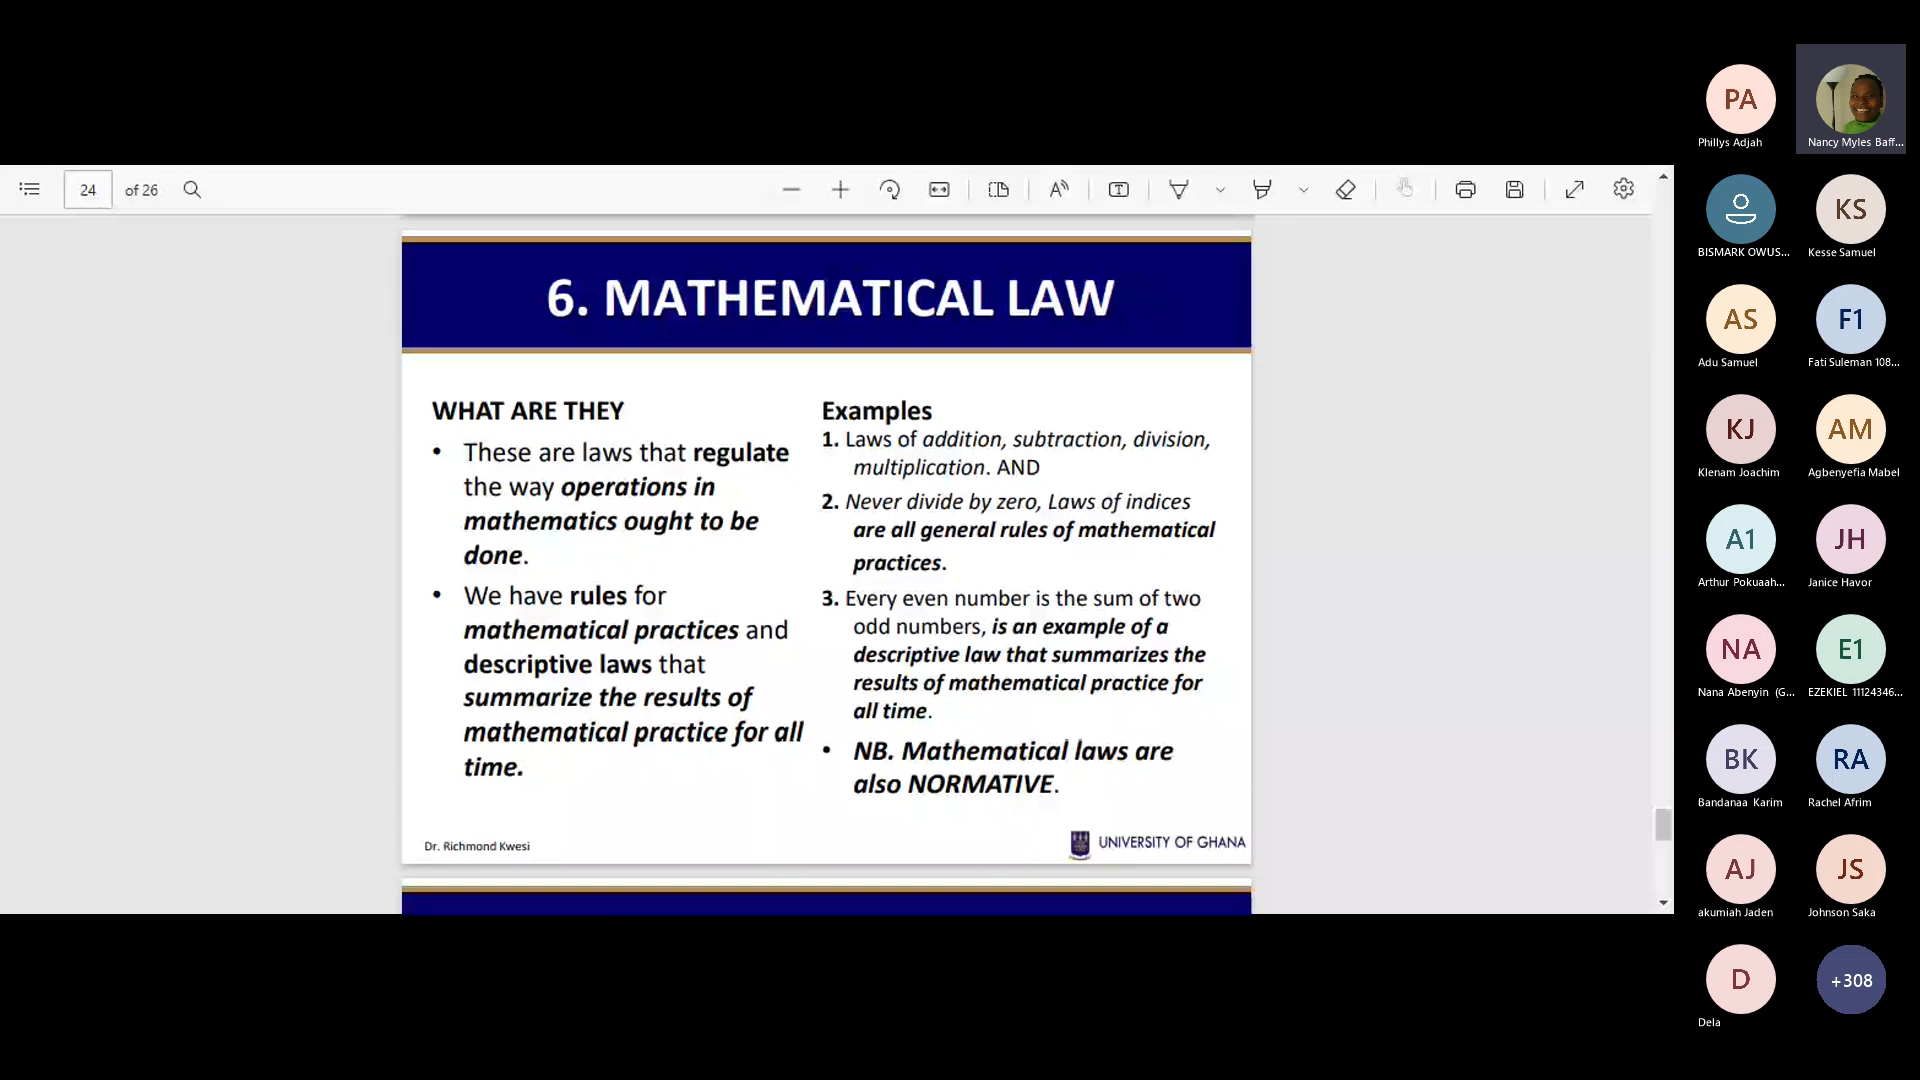 24 of 26
6. MATHEMATICAL LAW
WHAT ARE THEY
• These are laws that regulate
the way operations in
mathematics ought to be
done.
• We have rules for
mathematical practices and
descriptive laws that
summarize the results of
mathematical practice for all
time.
Examples
1. Laws of addition, subtraction, division,
multiplication. AND
2. Never divide by zero, Laws of indices
are all general rules of mathematical
practices.
3. Every even number is the sum of two
odd numbers, is an example of a
descriptive law that summarizes the
results of mathematical practice for
all time.
• NB. Mathematical laws are
also NORMATIVE.
Dr. Richmond Kwesi
UNIVERSITY OF GHANA
PA
Phillys Adjah
Nancy Myles Baff...
BISMARK OWUS...
KS
Kesse Samuel
AS
Adu Samuel
F1
Fati Suleman 108...
KJ
Klenam Joachim
AM
Agbenyefia Mabel
A1
Arthur Pokuaah...
JH
Janice Havor
NA
Nana Abenyin (G...
E1
EZEKIEL 11124346...
BK
Bandanaa Karim
RA
Rachel Afrim
AJ
akumiah Jaden
JS
Johnson Saka
D
Dela
+308